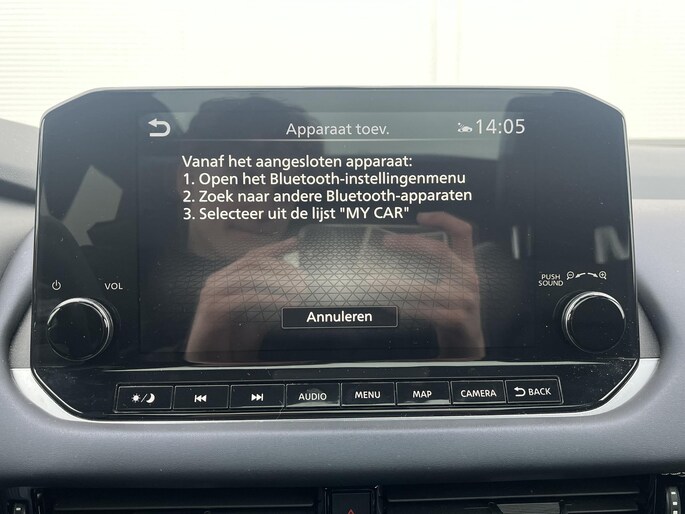 Apparaat toev.
14:05
Vanaf het aangesloten apparaat:
1. Open het Bluetooth-instellingenmenu
2. Zoek naar andere Bluetooth-apparaten
3. Selecteer uit de lijst "MY CAR"
VOL
PUSH
SOUND
Annuleren
AUDIO
MENU
MAP
CAMERA
BACK